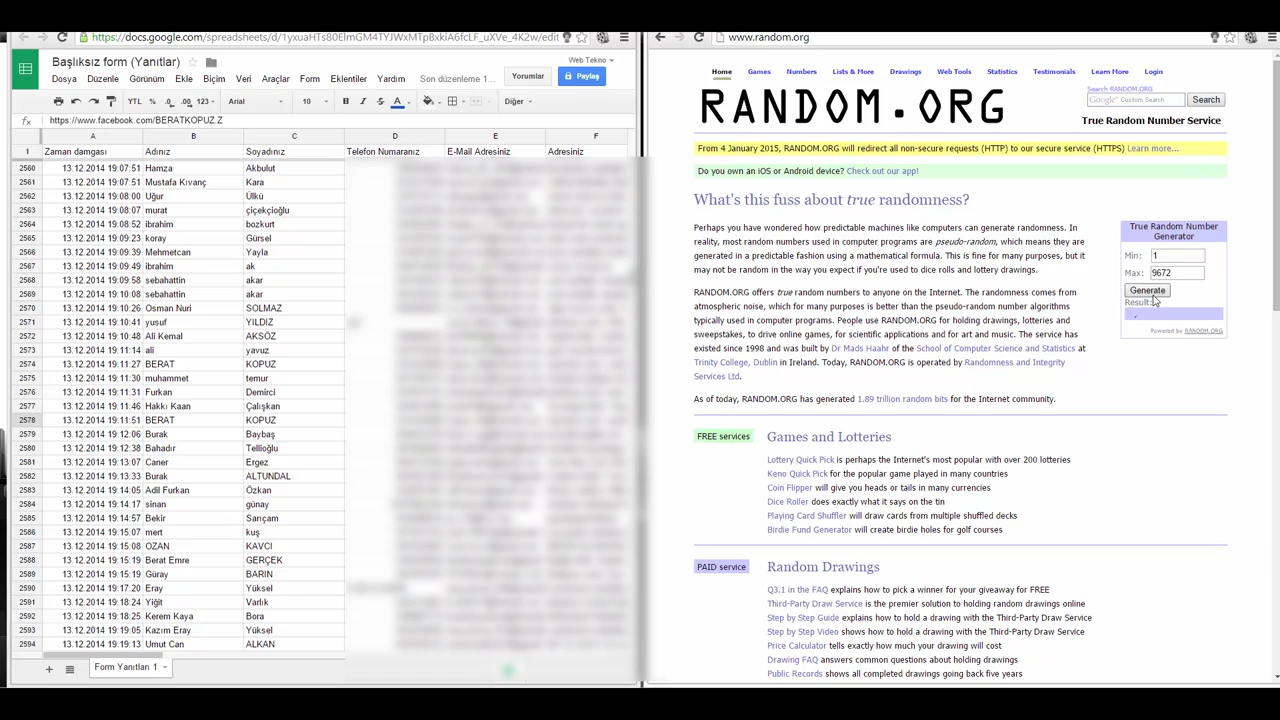 https://docs.google.com/spreadsheets/d/1yxuaHTs80ElmGM4TYJWxMTpBxkIA6fcLF_uXVe_4K2w/edit
Başlıksız form (Yanıtlar)
Web Tekno
Dosya Düzenle Görünüm Ekle Biçim Veri Araçlar Form Eklentiler Yardım Son düzenleme 1
Yorumlar
Paylaş
YTL % .0 .00 123 Arial 10 B I S A Diğer
fx https://www.facebook.com/BERATKOPUZ.Z
A B C D E F
1 Zaman damgası Adınız Soyadınız Telefon Numaranız E-Mail Adresiniz Adresiniz
2560 13.12.2014 19:07:51 Hamza Akbulut
2561 13.12.2014 19:07:51 Mustafa Kıvanç Kara
2562 13.12.2014 19:08:00 Uğur Ülkü
2563 13.12.2014 19:08:07 murat çiçekçioğlu
2564 13.12.2014 19:08:52 ibrahim bozkurt
2565 13.12.2014 19:09:23 koray Gürsel
2566 13.12.2014 19:09:39 Mehmetcan Yayla
2567 13.12.2014 19:09:49 ibrahim ak
2568 13.12.2014 19:09:58 sebahattin akar
2569 13.12.2014 19:10:08 sebahattin akar
2570 13.12.2014 19:10:26 Osman Nuri SOLMAZ
2571 13.12.2014 19:10:41 yusuf YILDIZ
2572 13.12.2014 19:10:48 Ali Kemal AKSÖZ
2573 13.12.2014 19:11:14 ali yavuz
2574 13.12.2014 19:11:27 BERAT KOPUZ
2575 13.12.2014 19:11:30 muhammet temur
2576 13.12.2014 19:11:31 Furkan Demirci
2577 13.12.2014 19:11:46 Hakkı Kaan Çalışkan
2578 13.12.2014 19:11:51 BERAT KOPUZ
2579 13.12.2014 19:12:06 Burak Baybaş
2580 13.12.2014 19:12:38 Bahadır Tellioğlu
2581 13.12.2014 19:13:07 Caner Ergez
2582 13.12.2014 19:13:33 Burak ALTUNDAL
2583 13.12.2014 19:14:05 Adil Furkan Özkan
2584 13.12.2014 19:14:17 sinan günay
2585 13.12.2014 19:14:57 Bekir Sarıçam
2586 13.12.2014 19:15:07 mert kuş
2587 13.12.2014 19:15:08 OZAN KAVCI
2588 13.12.2014 19:15:19 Berat Emre GERÇEK
2589 13.12.2014 19:15:19 Güray BARIN
2590 13.12.2014 19:17:20 Eray Yüksel
2591 13.12.2014 19:18:24 Yiğit Varlık
2592 13.12.2014 19:18:25 Kerem Kaya Bora
2593 13.12.2014 19:19:05 Kazım Eray Yüksel
2594 13.12.2014 19:19:13 Umut Can ALKAN
Form Yanıtları 1
www.random.org
Home Games Numbers Lists & More Drawings Web Tools Statistics Testimonials Learn More Login
RANDOM.ORG
Search RANDOM.ORG
Google Custom Search Search
True Random Number Service
From 4 January 2015, RANDOM.ORG will redirect all non-secure requests (HTTP) to our secure service (HTTPS) Learn more...
Do you own an iOS or Android device? Check out our app!
What's this fuss about true randomness?
Perhaps you have wondered how predictable machines like computers can generate randomness. In
reality, most random numbers used in computer programs are pseudo-random, which means they are
generated in a predictable fashion using a mathematical formula. This is fine for many purposes, but it
may not be random in the way you expect if you're used to dice rolls and lottery drawings.
RANDOM.ORG offers true random numbers to anyone on the Internet. The randomness comes from
atmospheric noise, which for many purposes is better than the pseudo-random number algorithms
typically used in computer programs. People use RANDOM.ORG for holding drawings, lotteries and
sweepstakes, to drive online games, for scientific applications and for art and music. The service has
existed since 1998 and was built by Dr Mads Haahr of the School of Computer Science and Statistics at
Trinity College, Dublin in Ireland. Today, RANDOM.ORG is operated by Randomness and Integrity
Services Ltd.
As of today, RANDOM.ORG has generated 1.89 trillion random bits for the Internet community.
True Random Number
Generator
Min: 1
Max: 9672
Generate
Result:
Powered by RANDOM.ORG
FREE services
Games and Lotteries
Lottery Quick Pick is perhaps the Internet's most popular with over 200 lotteries
Keno Quick Pick for the popular game played in many countries
Coin Flipper will give you heads or tails in many currencies
Dice Roller does exactly what it says on the tin
Playing Card Shuffler will draw cards from multiple shuffled decks
Birdie Fund Generator will create birdie holes for golf courses
PAID service
Random Drawings
Q3.1 in the FAQ explains how to pick a winner for your giveaway for FREE
Third-Party Draw Service is the premier solution to holding random drawings online
Step by Step Guide explains how to hold a drawing with the Third-Party Draw Service
Step by Step Video shows how to hold a drawing with the Third-Party Draw Service
Price Calculator tells exactly how much your drawing will cost
Drawing FAQ answers common questions about holding drawings
Public Records shows all completed drawings going back five years